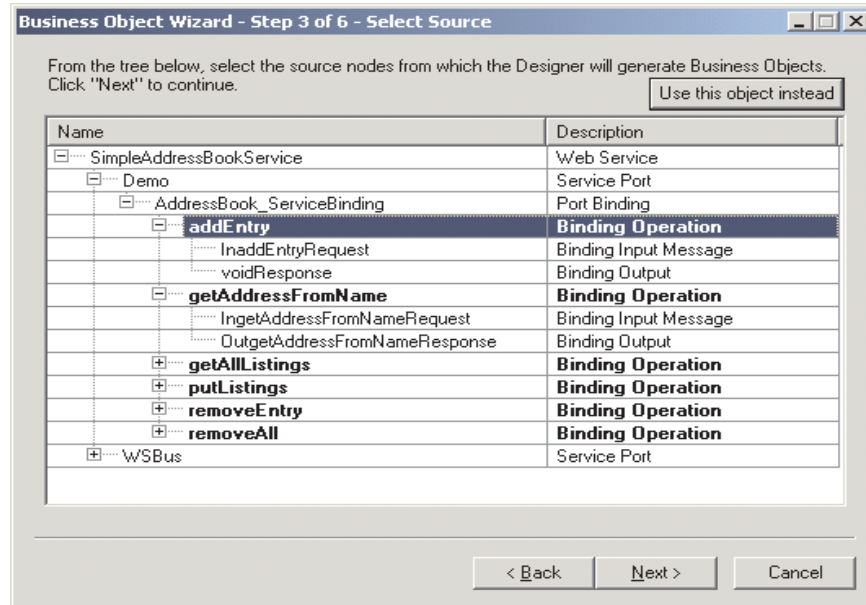 Business Object Wizard - Step 3 of 6 - Select Source
From the tree below, select the source nodes from which the Designer will generate Business Objects.
Click "Next" to continue.
Use this object instead
Name Description
SimpleAddressBookService Web Service
Demo Service Port
AddressBook_ServiceBinding Port Binding
addEntry Binding Operation
InaddEntryRequest Binding Input Message
voidResponse Binding Output
getAddressFromName Binding Operation
IngetAddressFromNameRequest Binding Input Message
OutgetAddressFromNameResponse Binding Output
getAllListings Binding Operation
putListings Binding Operation
removeEntry Binding Operation
removeAll Binding Operation
WSBus Service Port
< Back Next > Cancel